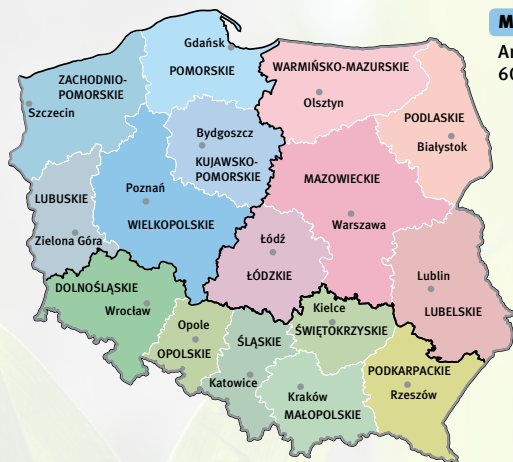 Gdańsk
POMORSKIE
ZACHODNIO-
POMORSKIE
Szczecin
WARMIŃSKO-MAZURSKIE
Olsztyn
PODLASKIE
Białystok
Bydgoszcz
KUJAWSKO-
POMORSKIE
MAZOWIECKIE
Warszawa
LUBUSKIE
Zielona Góra
Poznań
WIELKOPOLSKIE
Łódź
ŁÓDZKIE
Lublin
LUBELSKIE
DOLNOŚLĄSKIE
Wrocław
Opole
OPOLSKIE
ŚLĄSKIE
Katowice
Kielce
ŚWIĘTOKRZYSKIE
Kraków
MAŁOPOLSKIE
PODKARPACKIE
Rzeszów